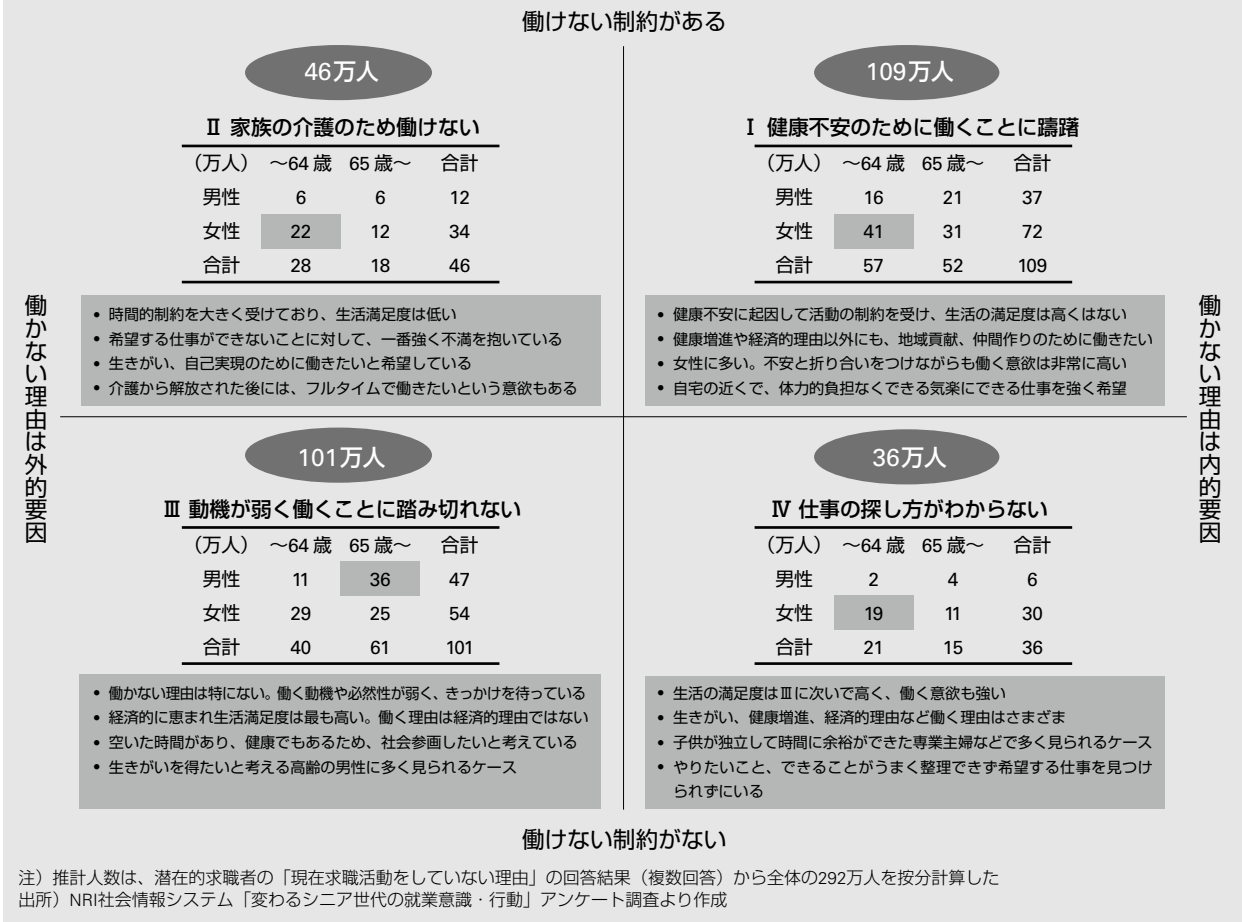 働けない制約がある
46万人
Ⅱ 家族の介護のため働けない
（万人） ～64歳 65歳～ 合計
男性 6 6 12
女性 22 12 34
合計 28 18 46
• 時間的制約を大きく受けており、生活満足度は低い
• 希望する仕事ができないことに対して、一番強く不満を抱いている
• 生きがい、自己実現のために働きたいと希望している
• 介護から解放された後には、フルタイムで働きたいという意欲もある
109万人
Ⅰ 健康不安のために働くことに躊躇
（万人） ～64歳 65歳～ 合計
男性 16 21 37
女性 41 31 72
合計 57 52 109
• 健康不安に起因して活動の制約を受け、生活の満足度は高くはない
• 健康増進や経済的理由以外にも、地域貢献、仲間作りのために働きたい
• 女性に多い。不安と折り合いをつけながらも働く意欲は非常に高い
• 自宅の近くで、体力的負担なくできる気楽にできる仕事を強く希望
働かない理由は外的要因
働かない理由は内的要因
101万人
Ⅲ 動機が弱く働くことに踏み切れない
（万人） ～64歳 65歳～ 合計
男性 11 36 47
女性 29 25 54
合計 40 61 101
• 働かない理由は特にない。働く動機や必然性が弱く、きっかけを待っている
• 経済的に恵まれ生活満足度は最も高い。働く理由は経済的理由ではない
• 空いた時間があり、健康でもあるため、社会参画したいと考えている
• 生きがいを得たいと考える高齢の男性に多く見られるケース
36万人
Ⅳ 仕事の探し方がわからない
（万人） ～64歳 65歳～ 合計
男性 2 4 6
女性 19 11 30
合計 21 15 36
• 生活の満足度はⅢに次いで高く、働く意欲も強い
• 生きがい、健康増進、経済的理由など働く理由はさまざま
• 子供が独立して時間に余裕ができた専業主婦などで多く見られるケース
• やりたいこと、できることがうまく整理できず希望する仕事を見つけ
られずにいる
働けない制約がない
注）推計人数は、潜在的求職者の「現在求職活動をしていない理由」の回答結果（複数回答）から全体の292万人を按分計算した
出所）NRI社会情報システム「変わるシニア世代の就業意識・行動」アンケート調査より作成